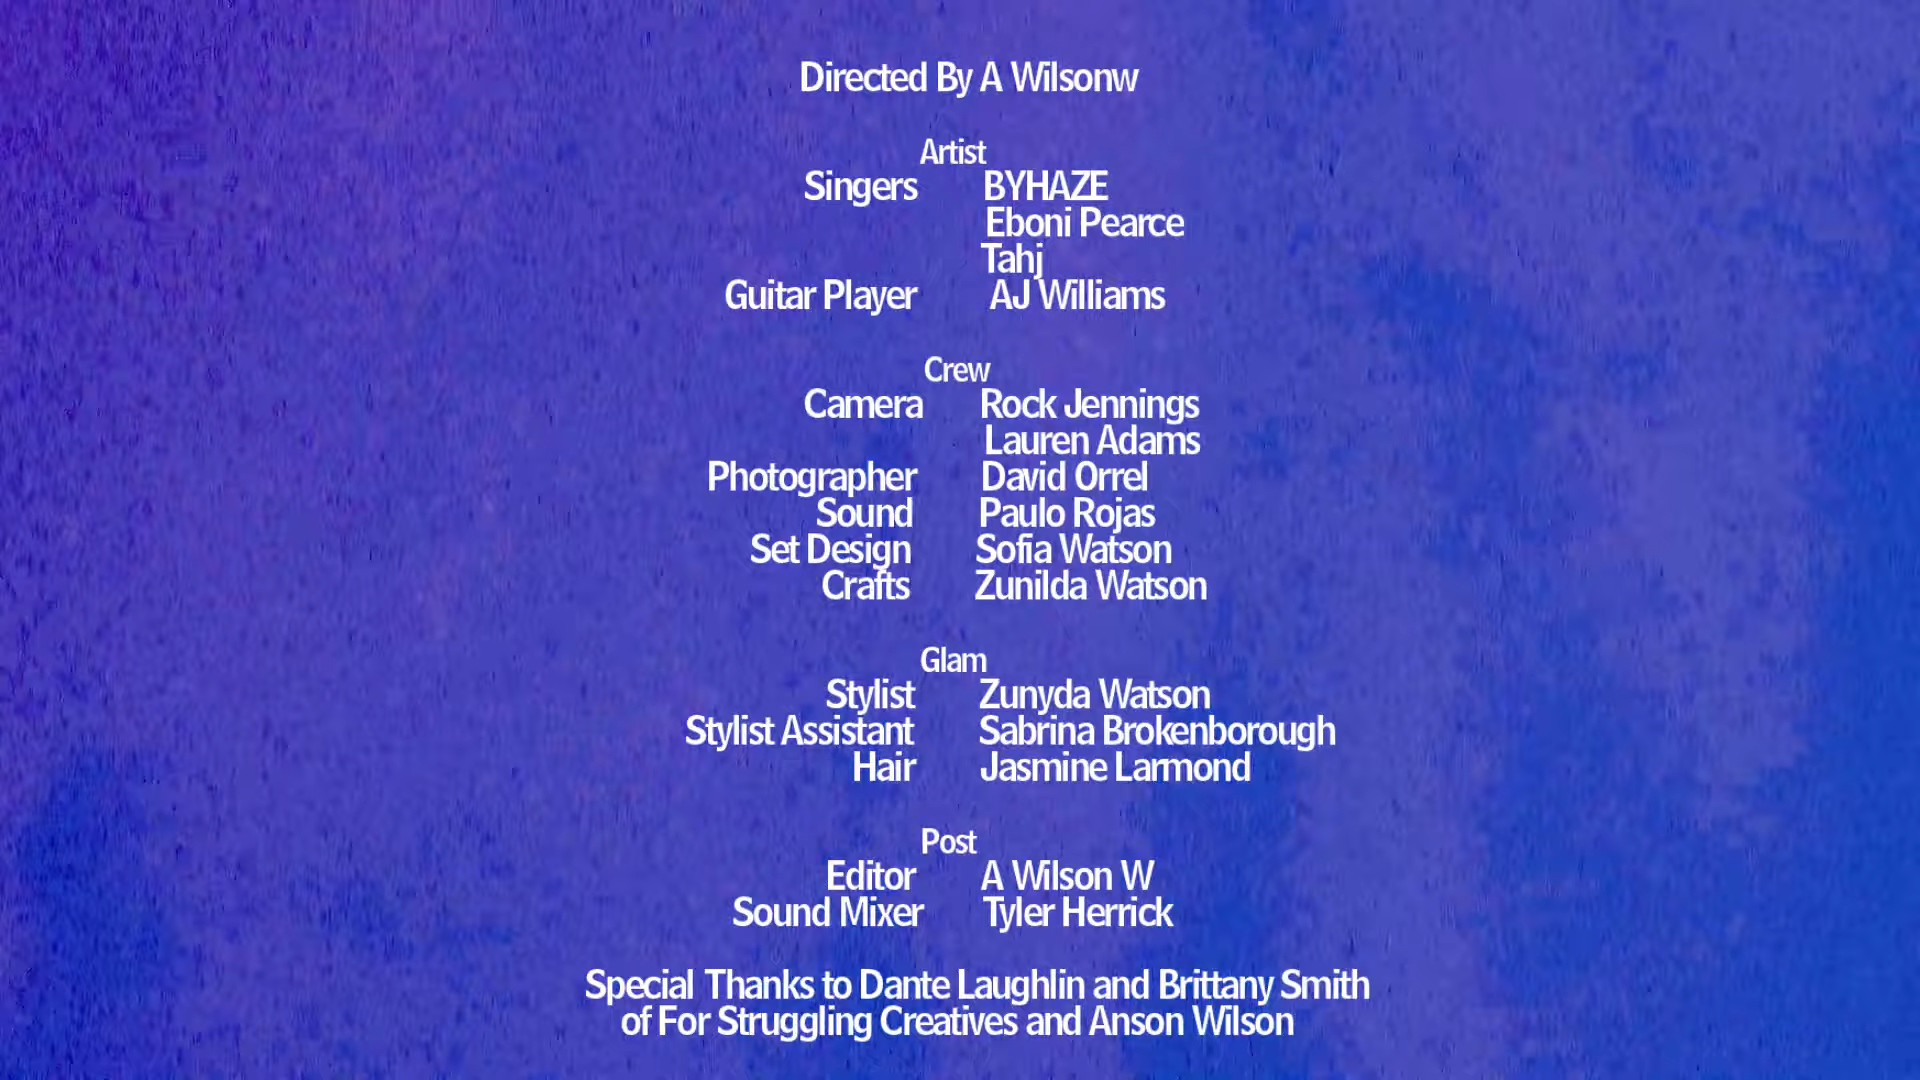 Directed By A Wilsonw
Artist
Singers BYHAZE
Eboni Pearce
Tahj
Guitar Player AJ Williams
Crew
Camera Rock Jennings
Lauren Adams
Photographer David Orrel
Sound Paulo Rojas
Set Design Sofia Watson
Crafts Zunilda Watson
Glam
Stylist Zunyda Watson
Stylist Assistant Sabrina Brokenborough
Hair Jasmine Larmond
Post
Editor A Wilson W
Sound Mixer Tyler Herrick
Special Thanks to Dante Laughlin and Brittany Smith
of For Struggling Creatives and Anson Wilson